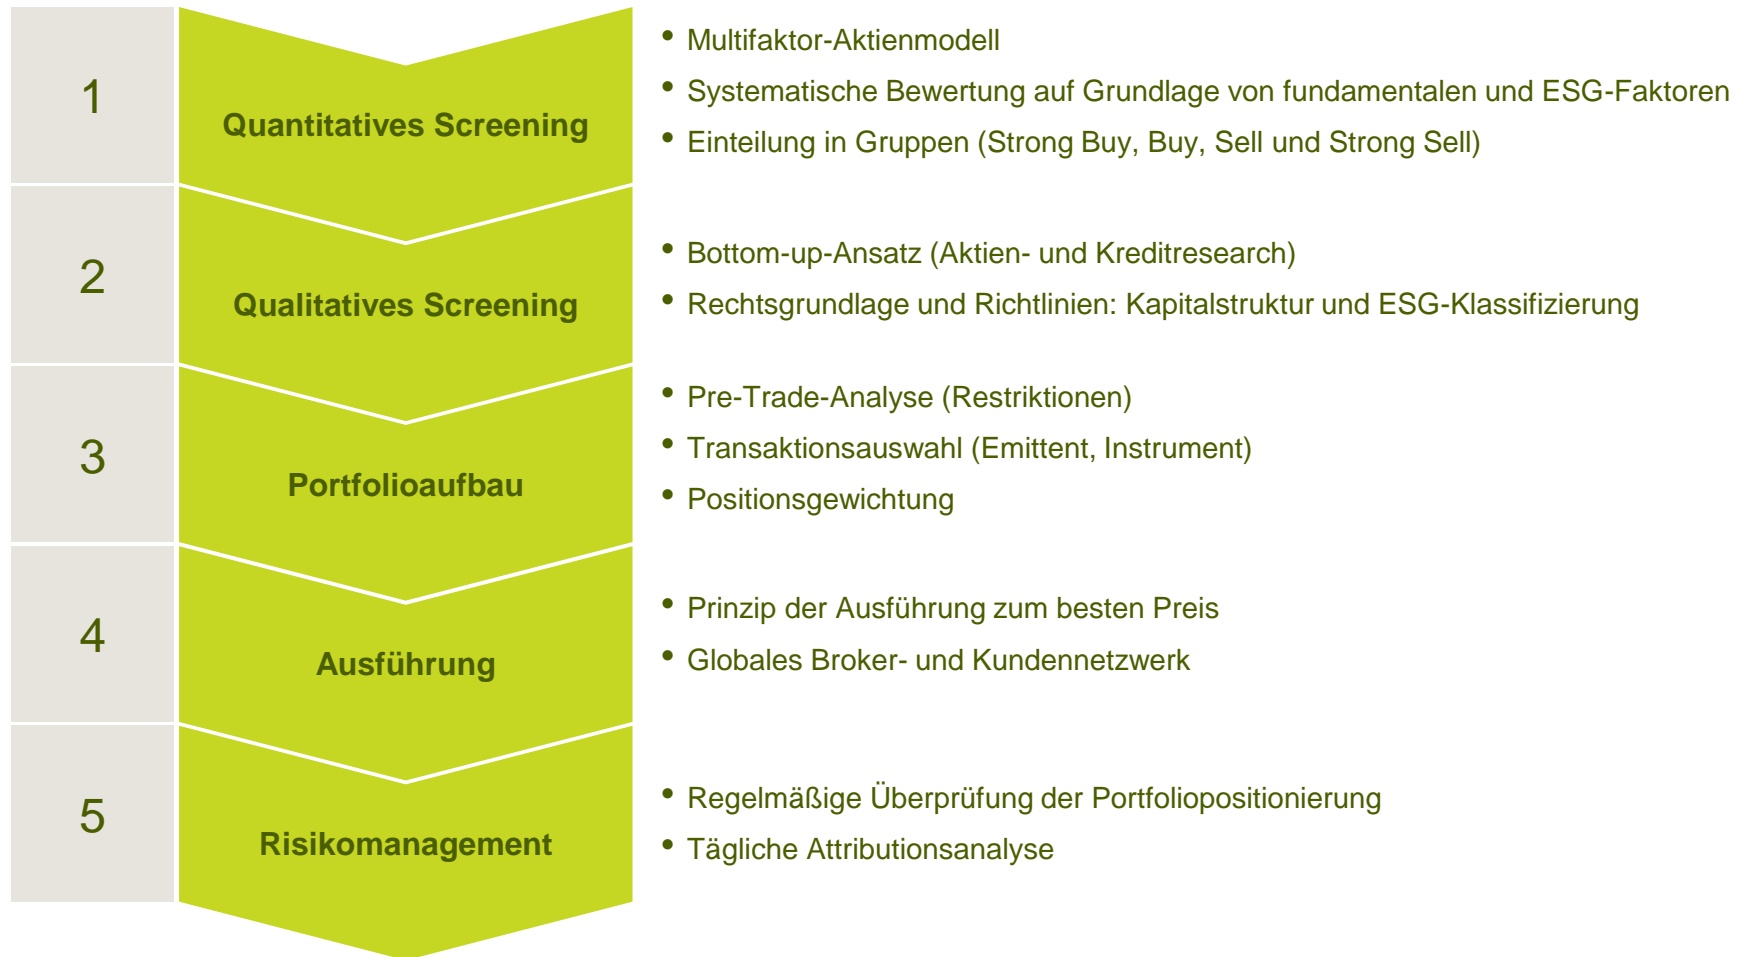 1
Quantitatives Screening
• Multifaktor-Aktienmodell
• Systematische Bewertung auf Grundlage von fundamentalen und ESG-Faktoren
• Einteilung in Gruppen (Strong Buy, Buy, Sell und Strong Sell)
2
Qualitatives Screening
• Bottom-up-Ansatz (Aktien- und Kreditresearch)
• Rechtsgrundlage und Richtlinien: Kapitalstruktur und ESG-Klassifizierung
3
Portfolioaufbau
• Pre-Trade-Analyse (Restriktionen)
• Transaktionsauswahl (Emittent, Instrument)
• Positionsgewichtung
4
Ausführung
• Prinzip der Ausführung zum besten Preis
• Globales Broker- und Kundennetzwerk
5
Risikomanagement
• Regelmäßige Überprüfung der Portfoliopositionierung
• Tägliche Attributionsanalyse